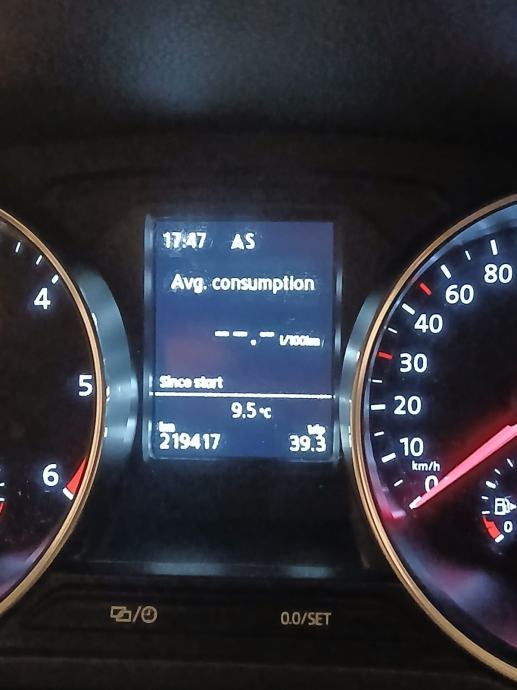 17:47 AS
Avg. consumption
--.- l/100km
Since start
9.5°C
km trip
219417 39.3
4
5
6
80
60
40
30
20
10
km/h
0
0
0.0/SET